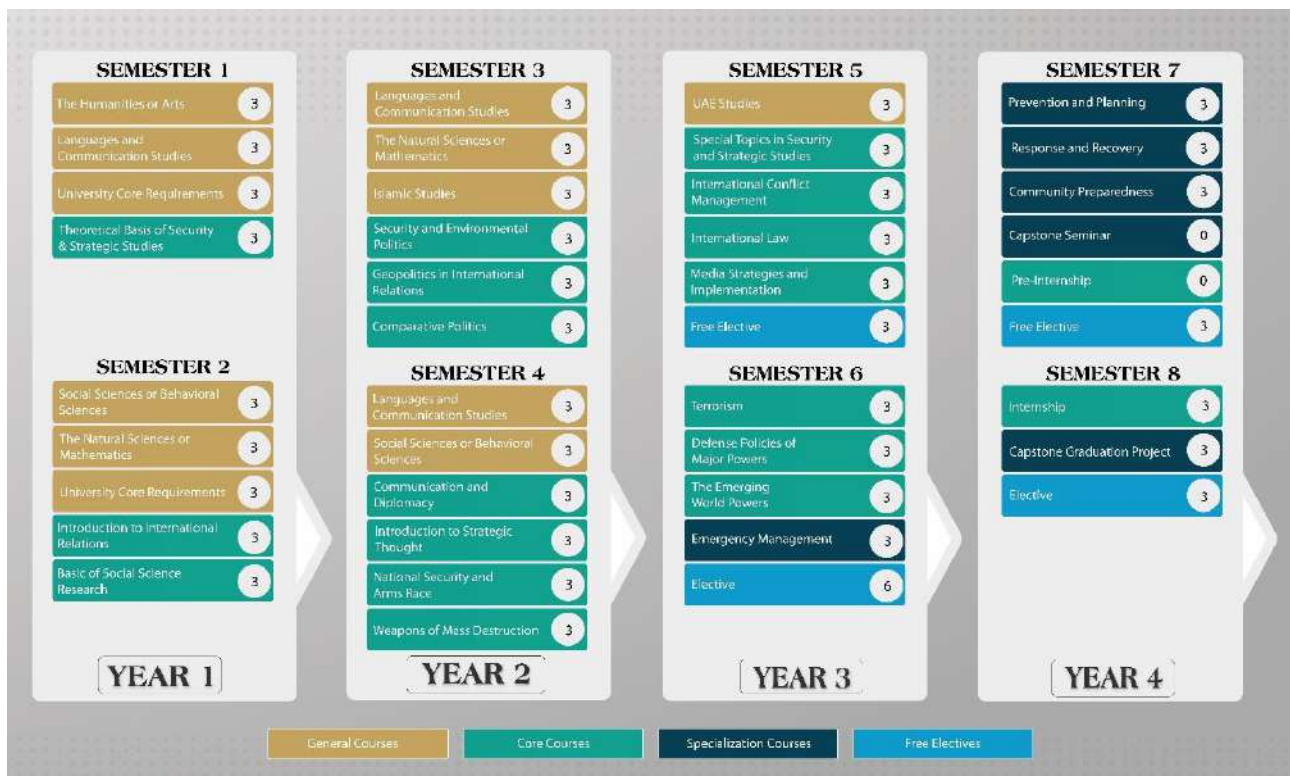 SEMESTER 1
The Humanities or Arts 3
Languages and
Communication Studies 3
University Core Requirements 3
Theoretical Basis of Security
& Strategic Studies 3
SEMESTER 2
Social Sciences or Behavioral
Sciences 3
The Natural Sciences or
Mathematics 3
University Core Requirements 3
Introduction to International
Relations 3
Basic of Social Science
Research 3
YEAR 1
SEMESTER 3
Languages and
Communication Studies 3
The Natural Sciences or
Mathematics 3
Islamic Studies 3
Security and Environmental
Politics 3
Geopolitics in International
Relations 3
Comparative Politics 3
SEMESTER 4
Languages and
Communication Studies 3
Social Sciences or Behavioral
Sciences 3
Communication and
Diplomacy 3
Introduction to Strategic
Thought 3
National Security and
Arms Race 3
Weapons of Mass Destruction 3
YEAR 2
SEMESTER 5
UAE Studies 3
Special Topics in Security
and Strategic Studies 3
International Conflict
Management 3
International Law 3
Media Strategies and
Implementation 3
Free Elective 3
SEMESTER 6
Terrorism 3
Defense Policies of
Major Powers 3
The Emerging
World Powers 3
Emergency Management 3
Elective 6
YEAR 3
SEMESTER 7
Prevention and Planning 3
Response and Recovery 3
Community Preparedness 3
Capstone Seminar 0
Pre-Internship 0
Free Elective 3
SEMESTER 8
Internship 3
Capstone Graduation Project 3
Elective 3
YEAR 4
General Courses
Core Courses
Specialization Courses
Free Electives